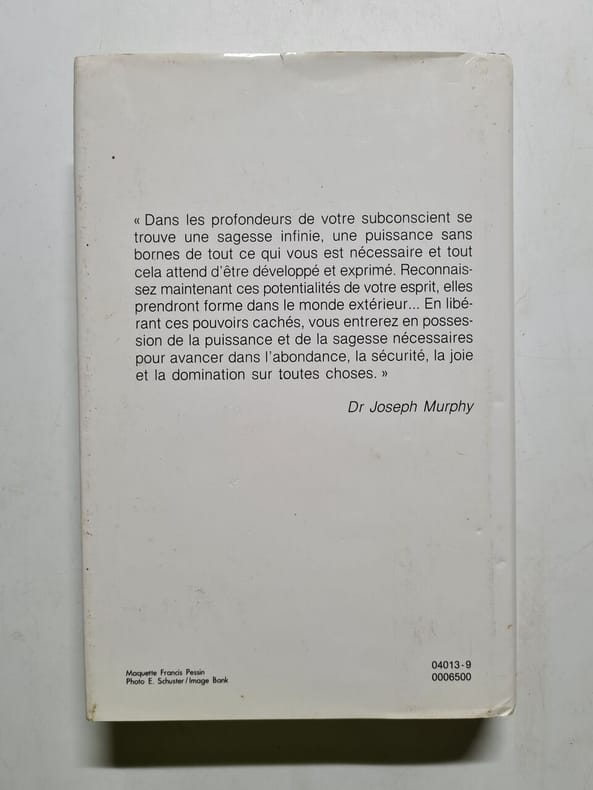 « Dans les profondeurs de votre subconscient se
trouve une sagesse infinie, une puissance sans
bornes de tout ce qui vous est nécessaire et tout
cela attend d'être développé et exprimé. Reconnais-
sez maintenant ces potentialités de votre esprit, elles
prendront forme dans le monde extérieur... En libé-
rant ces pouvoirs cachés, vous entrerez en posses-
sion de la puissance et de la sagesse nécessaires
pour avancer dans l'abondance, la sécurité, la joie
et la domination sur toutes choses. »
Dr Joseph Murphy
Maquette Francis Pessin
Photo E. Schuster/Image Bank
04013-9
0006500